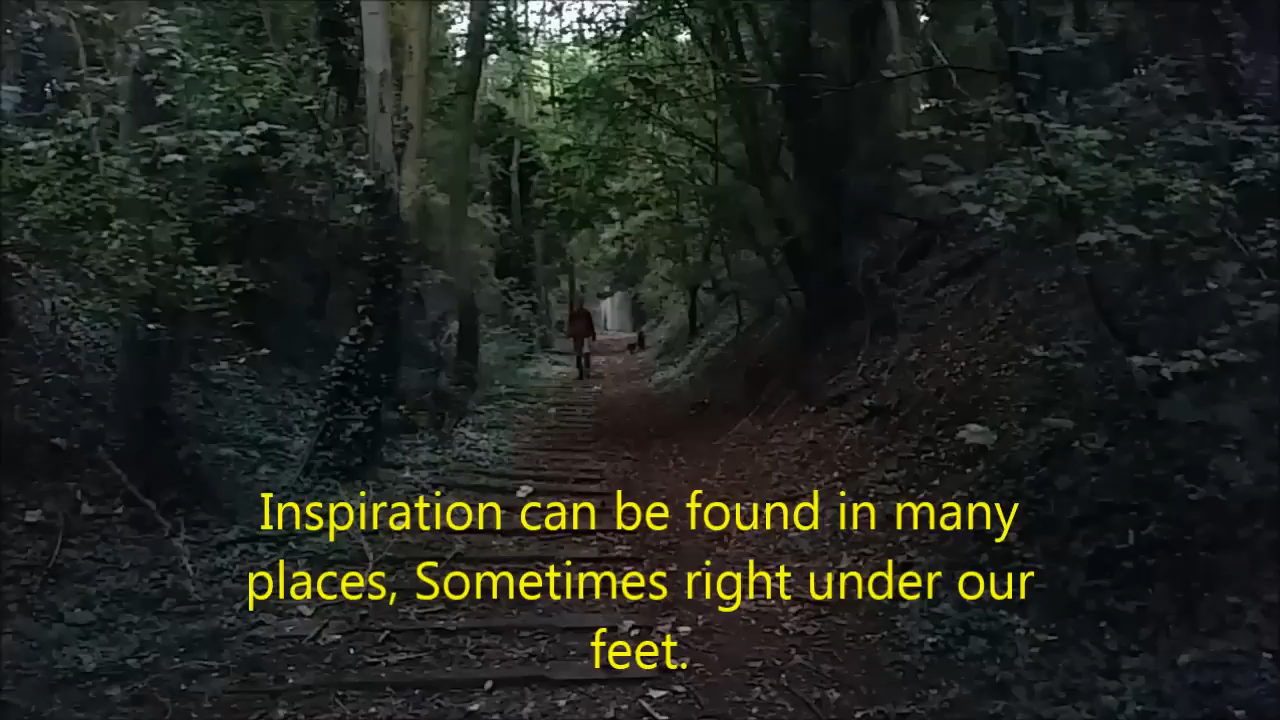 Inspiration can be found in many
places, Sometimes right under our
feet.